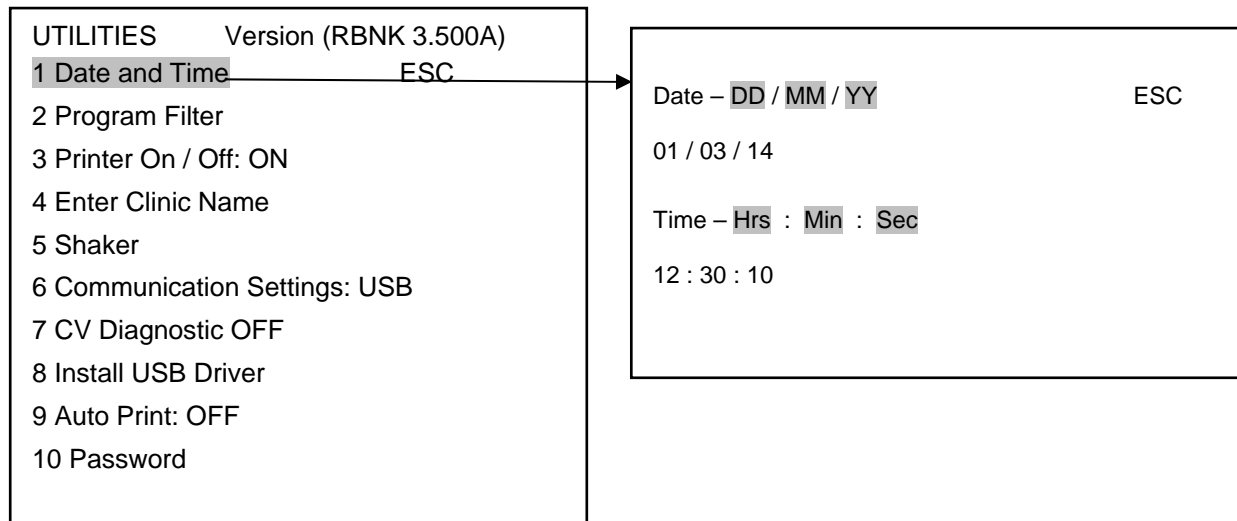 UTILITIES Version (RBNK 3.500A)
1 Date and Time ESC
2 Program Filter
3 Printer On / Off: ON
4 Enter Clinic Name
5 Shaker
6 Communication Settings: USB
7 CV Diagnostic OFF
8 Install USB Driver
9 Auto Print: OFF
10 Password
Date – DD / MM / YY ESC
01 / 03 / 14
Time – Hrs : Min : Sec
12 : 30 : 10